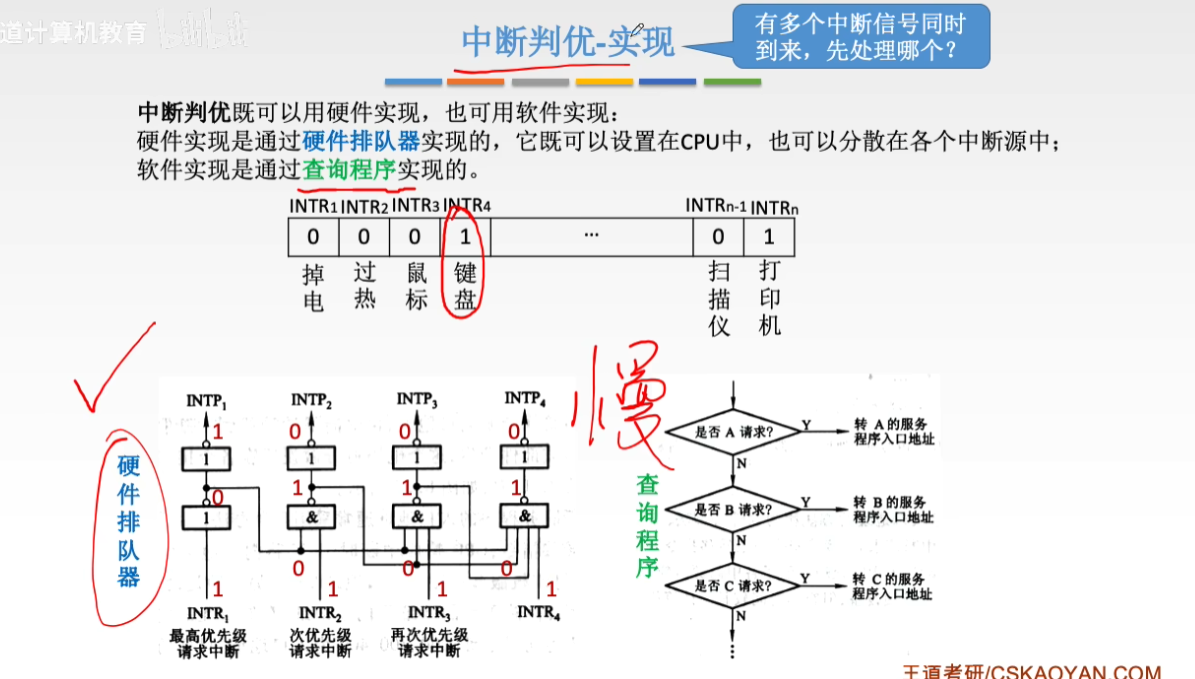 道计算机教育 bilibili
中断判优-实现
有多个中断信号同时
到来，先处理哪个？
中断判优既可以用硬件实现，也可用软件实现：
硬件实现是通过硬件排队器实现的，它既可以设置在CPU中，也可以分散在各个中断源中；
软件实现是通过查询程序实现的。
INTR1 INTR2 INTR3 INTR4 INTRn-1 INTRn
0 0 0 1 ... 0 1
掉电 过热 鼠标 键盘 扫描仪 打印机
慢
硬件排队器
INTP₁ INTP₂ INTP₃ INTP₄
1 0 0 0
1 1 1 1
0 1 1 1
1 & & &
0 0 0
1 1 1 1
INTR₁ INTR₂ INTR₃ INTR₄
最高优先级 次优先级 再次优先级
请求中断 请求中断 请求中断
查询程序
是否 A 请求? Y 转 A 的服务
程序入口地址
N
是否 B 请求? Y 转 B 的服务
程序入口地址
N
是否 C 请求? Y 转 C 的服务
程序入口地址
N
⋮
王道考研/CSKAOYAN.COM